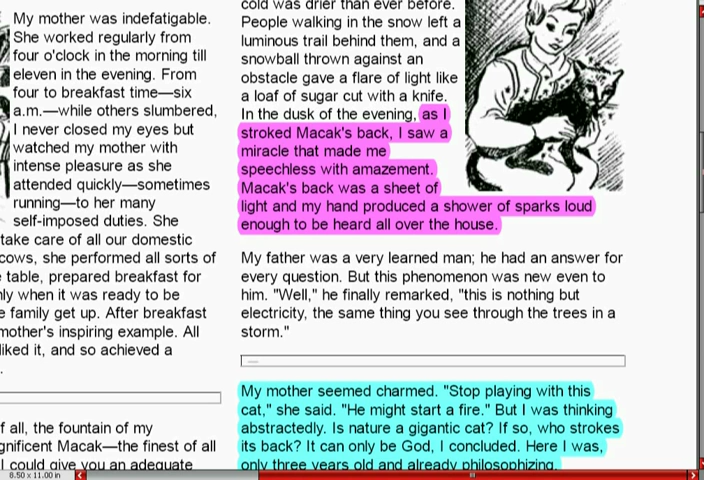 My mother was indefatigable.
She worked regularly from
four o'clock in the morning till
eleven in the evening. From
four to breakfast time—six
a.m.—while others slumbered,
I never closed my eyes but
watched my mother with
intense pleasure as she
attended quickly—sometimes
running—to her many
self-imposed duties. She
take care of all our domestic
cows, she performed all sorts of
table, prepared breakfast for
when it was ready to be
family get up. After breakfast
mother's inspiring example. All
liked it, and so achieved a
.
all, the fountain of my
Macak—the finest of all
I could give you an adequate
cold was drier than ever before.
People walking in the snow left a
luminous trail behind them, and a
snowball thrown against an
obstacle gave a flare of light like
a loaf of sugar cut with a knife.
In the dusk of the evening, as I
stroked Macak's back, I saw a
miracle that made me
speechless with amazement.
Macak's back was a sheet of
light and my hand produced a shower of sparks loud
enough to be heard all over the house.
My father was a very learned man; he had an answer for
every question. But this phenomenon was new even to
him. "Well," he finally remarked, "this is nothing but
electricity, the same thing you see through the trees in a
storm."
My mother seemed charmed. "Stop playing with this
cat," she said. "He might start a fire." But I was thinking
abstractedly. Is nature a gigantic cat? If so, who strokes
its back? It can only be God, I concluded. Here I was,
only three years old and already philosophizing.
8.50 x 11.00 in